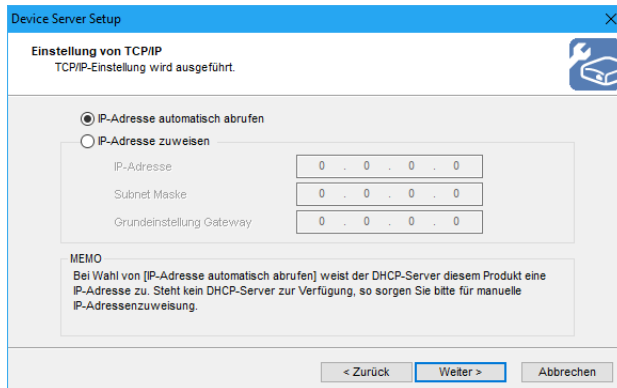 Device Server Setup
Einstellung von TCP/IP
TCP/IP-Einstellung wird ausgeführt.
IP-Adresse automatisch abrufen
IP-Adresse zuweisen
IP-Adresse 0 . 0 . 0 . 0
Subnet Maske 0 . 0 . 0 . 0
Grundeinstellung Gateway 0 . 0 . 0 . 0
MEMO
Bei Wahl von [IP-Adresse automatisch abrufen] weist der DHCP-Server diesem Produkt eine
IP-Adresse zu. Steht kein DHCP-Server zur Verfügung, so sorgen Sie bitte für manuelle
IP-Adressenzuweisung.
< Zurück Weiter > Abbrechen